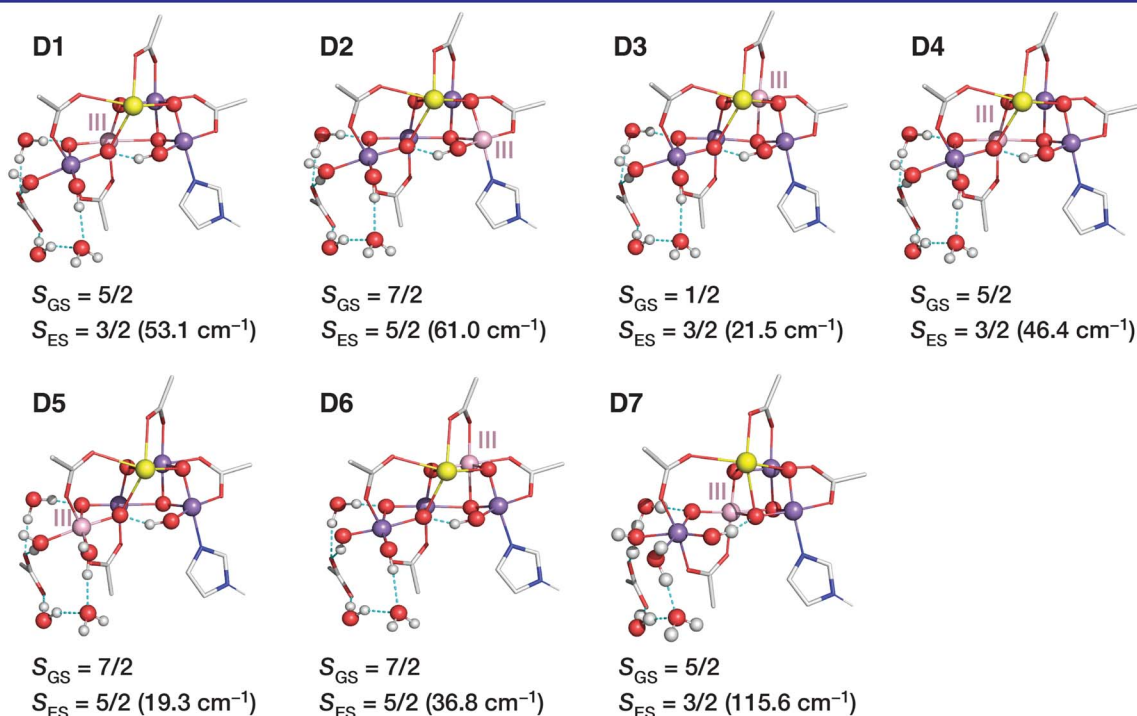 D1
D2
D3
D4
III
III
III
III
S_GS = 5/2
S_ES = 3/2 (53.1 cm⁻¹)
S_GS = 7/2
S_ES = 5/2 (61.0 cm⁻¹)
S_GS = 1/2
S_ES = 3/2 (21.5 cm⁻¹)
S_GS = 5/2
S_ES = 3/2 (46.4 cm⁻¹)
D5
D6
D7
III
III
III
S_GS = 7/2
S_ES = 5/2 (19.3 cm⁻¹)
S_GS = 7/2
S_ES = 5/2 (36.8 cm⁻¹)
S_GS = 5/2
S_ES = 3/2 (115.6 cm⁻¹)